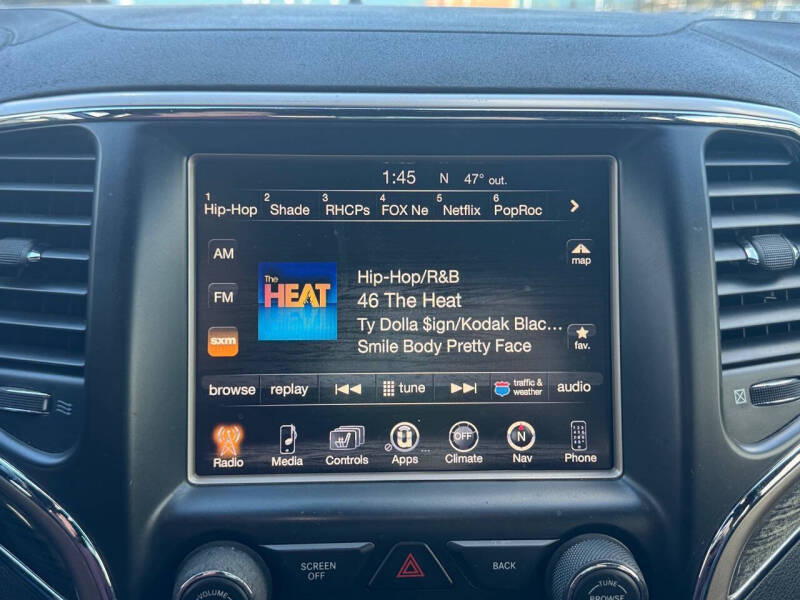 1:45 N 47° out.
1 Hip-Hop 2 Shade 3 RHCPs 4 FOX Ne 5 Netflix 6 PopRoc
AM
FM
sxm
The
HEAT
Hip-Hop/R&B
46 The Heat
Ty Dolla $ign/Kodak Blac...
Smile Body Pretty Face
map
fav.
browse replay tune traffic & weather audio
Radio Media Controls Apps OFF Climate N Nav Phone
VOLUME
SCREEN
OFF
BACK
TUNE
BROWSE